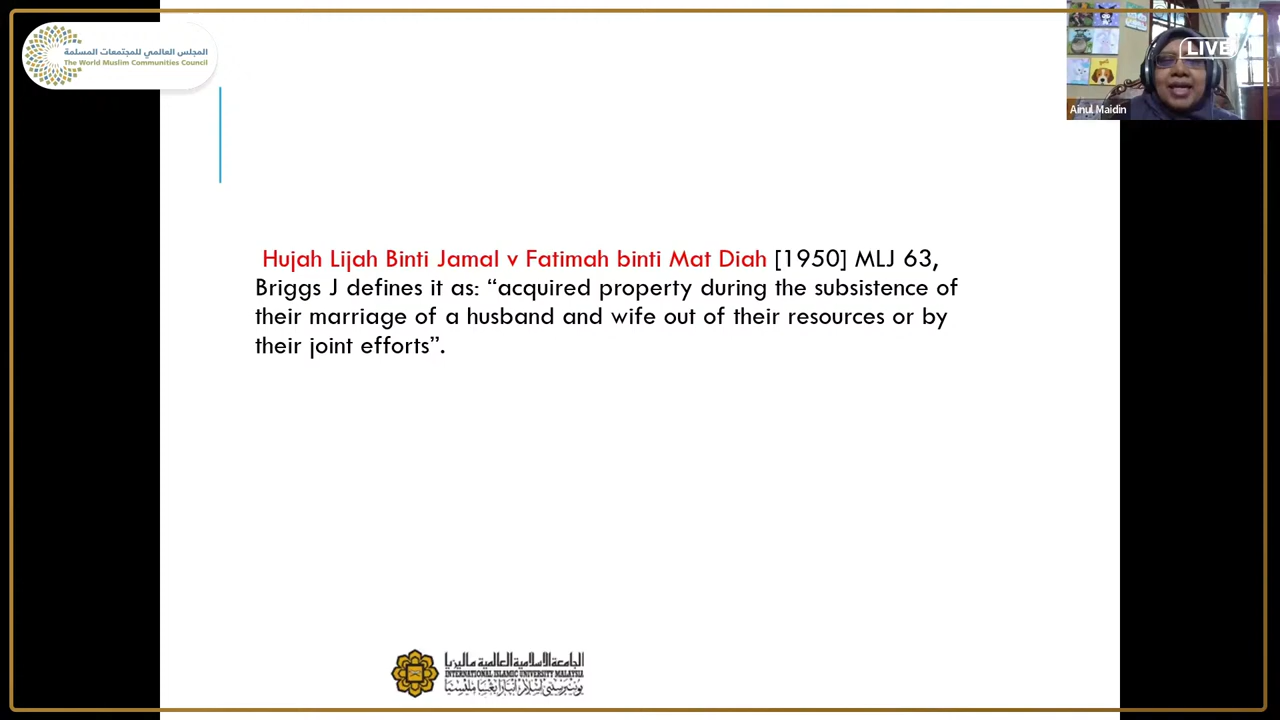 المجلس العالمي للمجتمعات المسلمة
The World Muslim Communities Council
LIVE
Ainul Maidin
Hujah Lijah Binti Jamal v Fatimah binti Mat Diah [1950] MLJ 63,
Briggs J defines it as: “acquired property during the subsistence of
their marriage of a husband and wife out of their resources or by
their joint efforts”.
الجامعة الإسلامية العالمية ماليزيا
INTERNATIONAL ISLAMIC UNIVERSITY MALAYSIA